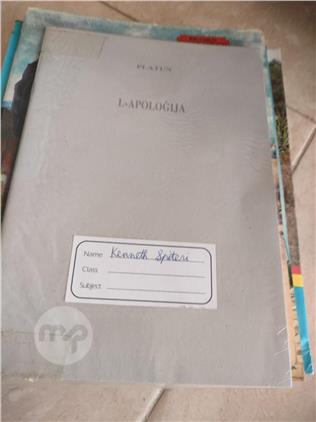 PLATUN
L-APOLOĠIJA
Name Kenneth Spiteri
Class
Subject